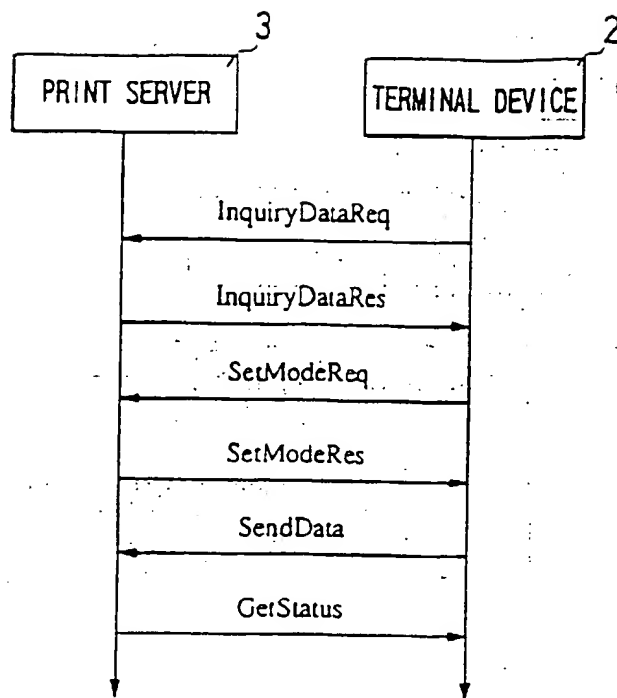 3
2
PRINT SERVER
TERMINAL DEVICE
InquiryDataReq
InquiryDataRes
SetModeReq
SetModeRes
SendData
GetStatus